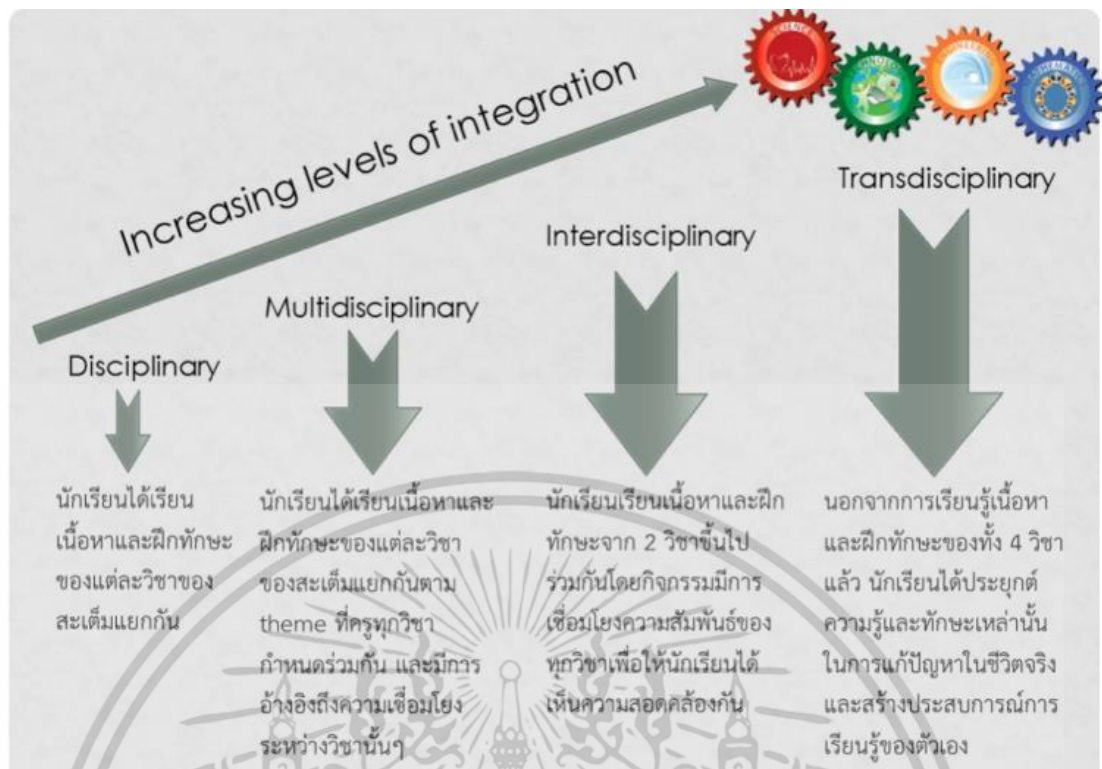 SCIENCE
TECHNOLOGY
ENGINEERING
MATHEMATICS
Increasing levels of integration
Transdisciplinary
Interdisciplinary
Multidisciplinary
Disciplinary
นักเรียนได้เรียน
เนื้อหาและฝึกทักษะ
ของแต่ละวิชาของ
สะเต็มแยกกัน
นักเรียนได้เรียนเนื้อหาและ
ฝึกทักษะของแต่ละวิชา
ของสะเต็มแยกกันตาม
theme ที่ครูทุกวิชา
กำหนดร่วมกัน และมีการ
อ้างอิงถึงความเชื่อมโยง
ระหว่างวิชานั้นๆ
นักเรียนเรียนเนื้อหาและฝึก
ทักษะจาก 2 วิชาขึ้นไป
ร่วมกันโดยกิจกรรมมีการ
เชื่อมโยงความสัมพันธ์ของ
ทุกวิชาเพื่อให้นักเรียนได้
เห็นความสอดคล้องกัน
นอกจากการเรียนรู้เนื้อหา
และฝึกทักษะของทั้ง 4 วิชา
แล้ว นักเรียนได้ประยุกต์
ความรู้และทักษะเหล่านั้น
ในการแก้ปัญหาในชีวิตจริง
และสร้างประสบการณ์การ
เรียนรู้ของตัวเอง